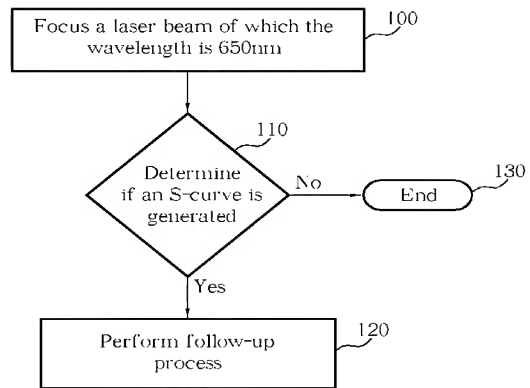 Focus a laser beam of which the
wavelength is 650nm
100
110
Determine
if an S-curve is
generated
No
End
130
Yes
Perform follow-up
process
120